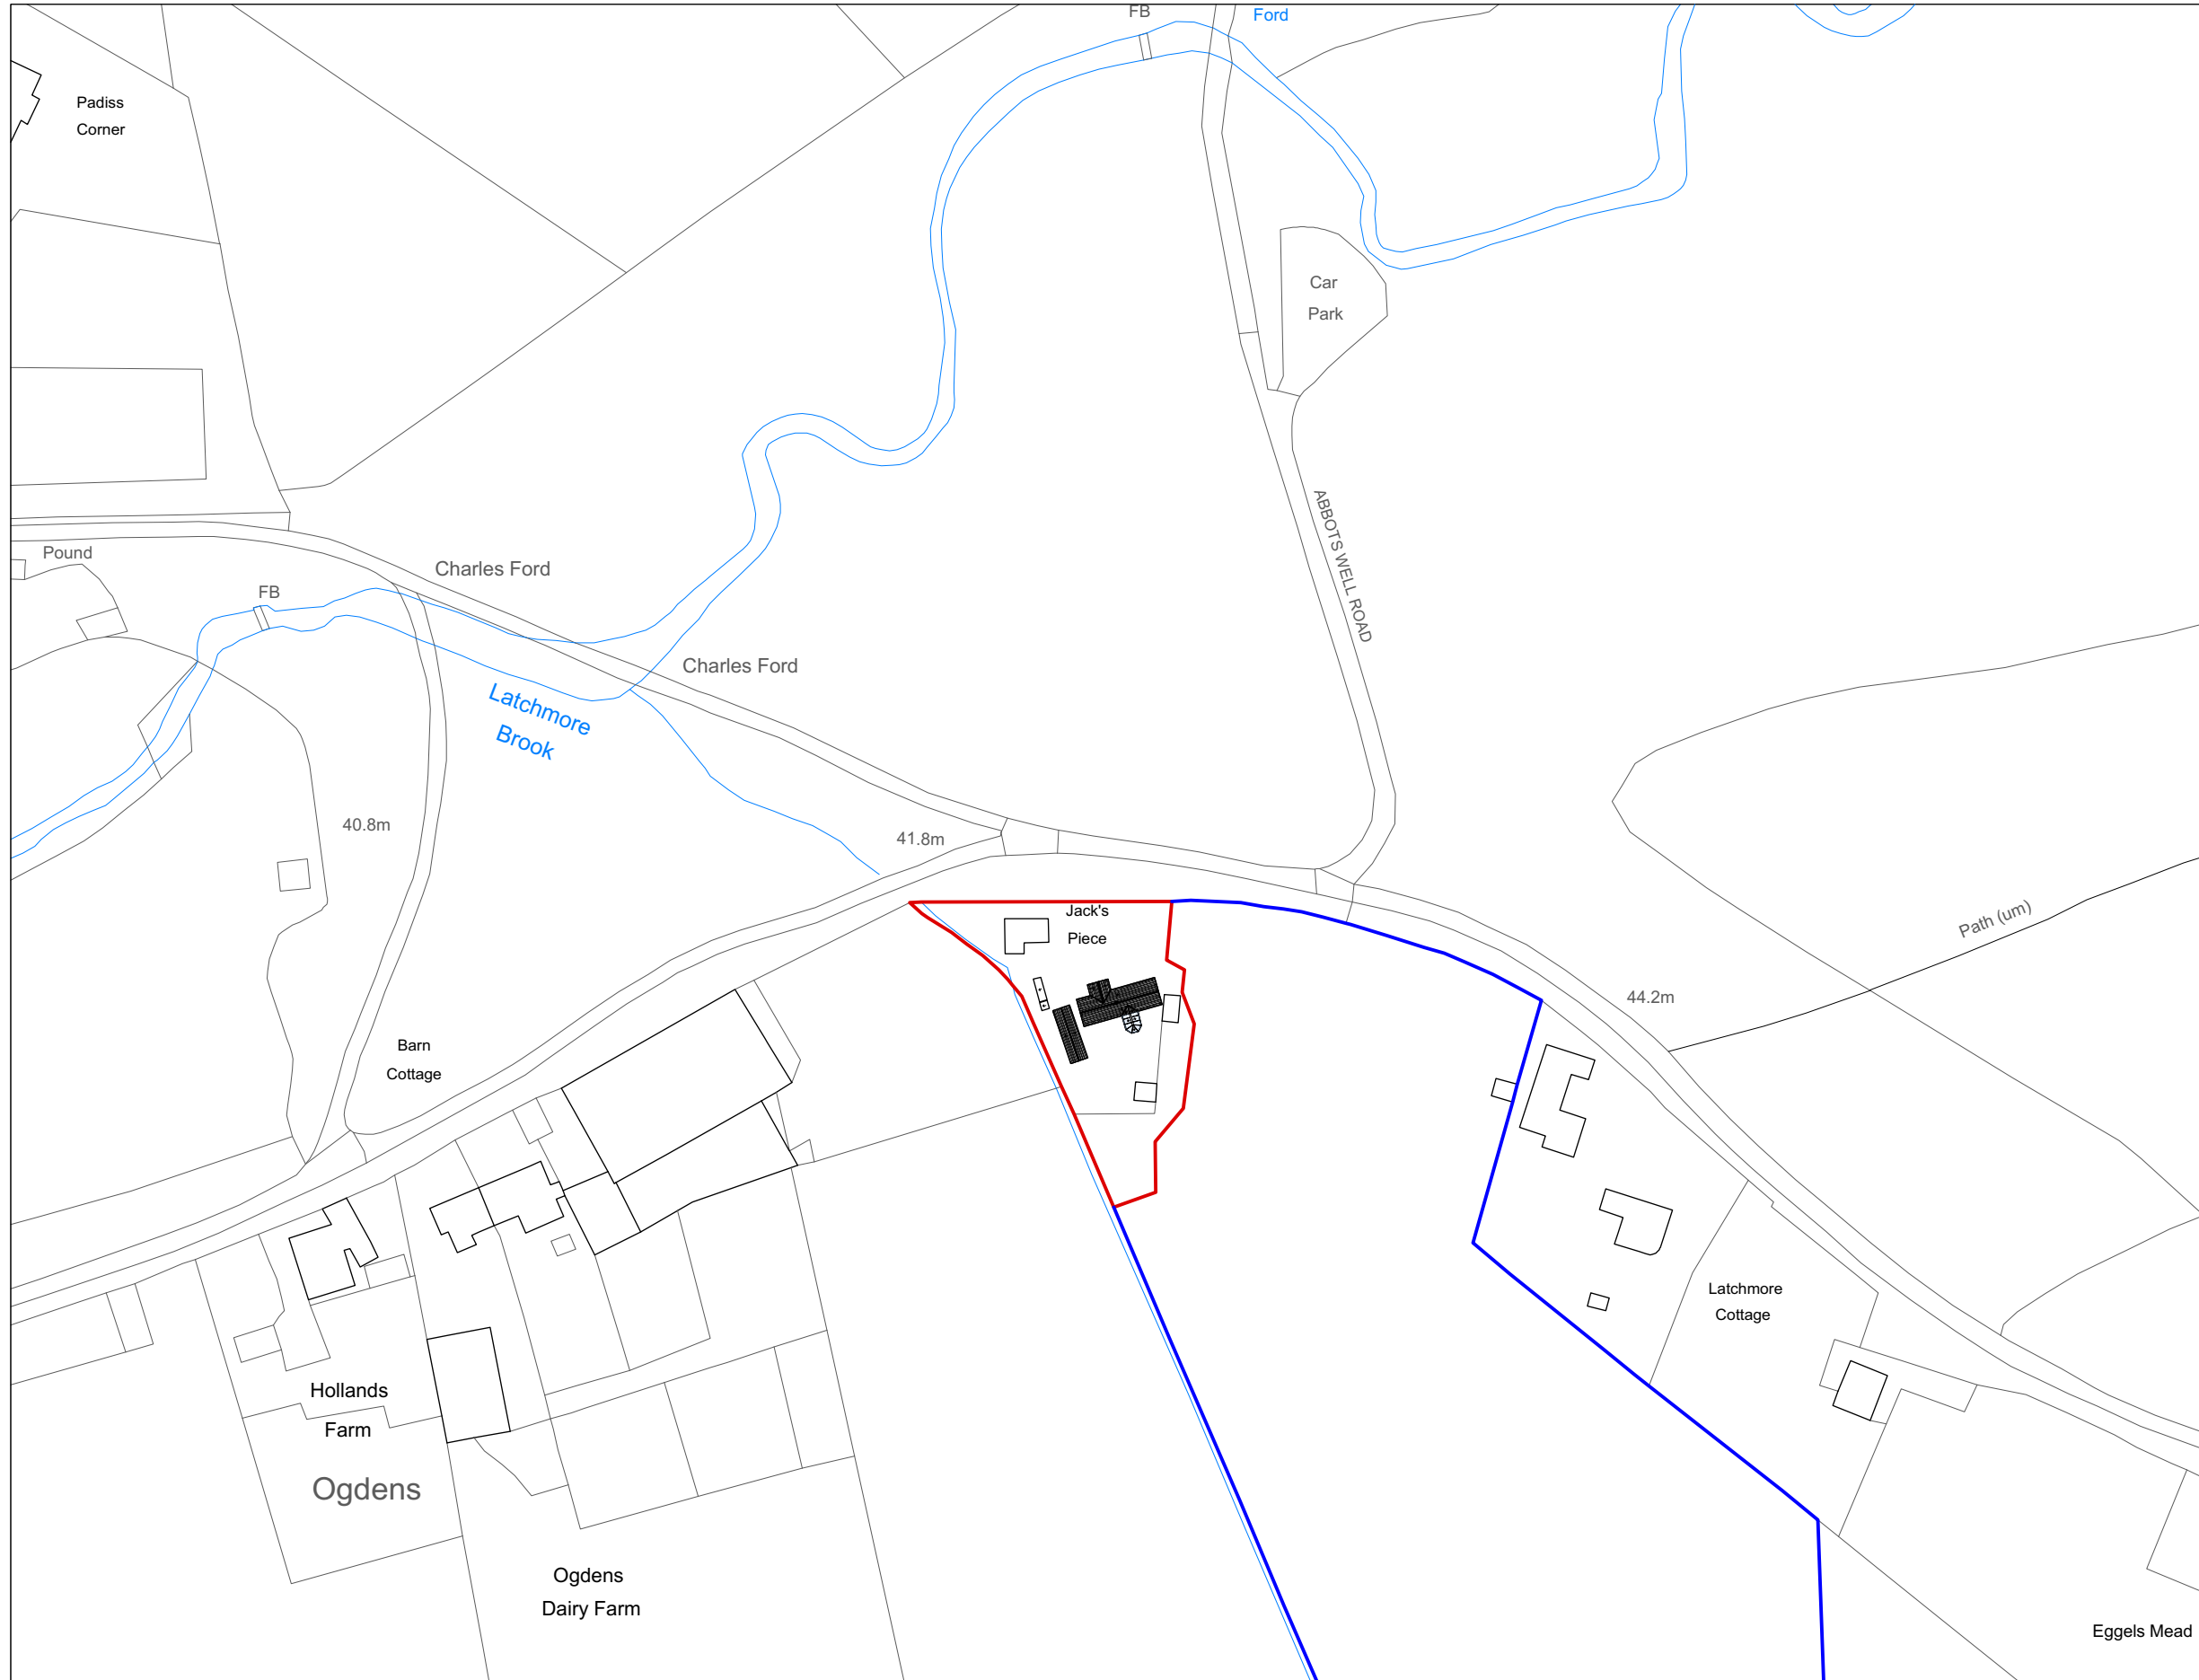 FB
Ford
Padiss
Corner
Car
Park
ABBOTS WELL ROAD
Pound
Charles Ford
FB
Charles Ford
Latchmore
Brook
40.8m
41.8m
Jack's
Piece
Path (um)
44.2m
Barn
Cottage
Latchmore
Cottage
Hollands
Farm
Ogdens
Ogdens
Dairy Farm
Eggels Mead